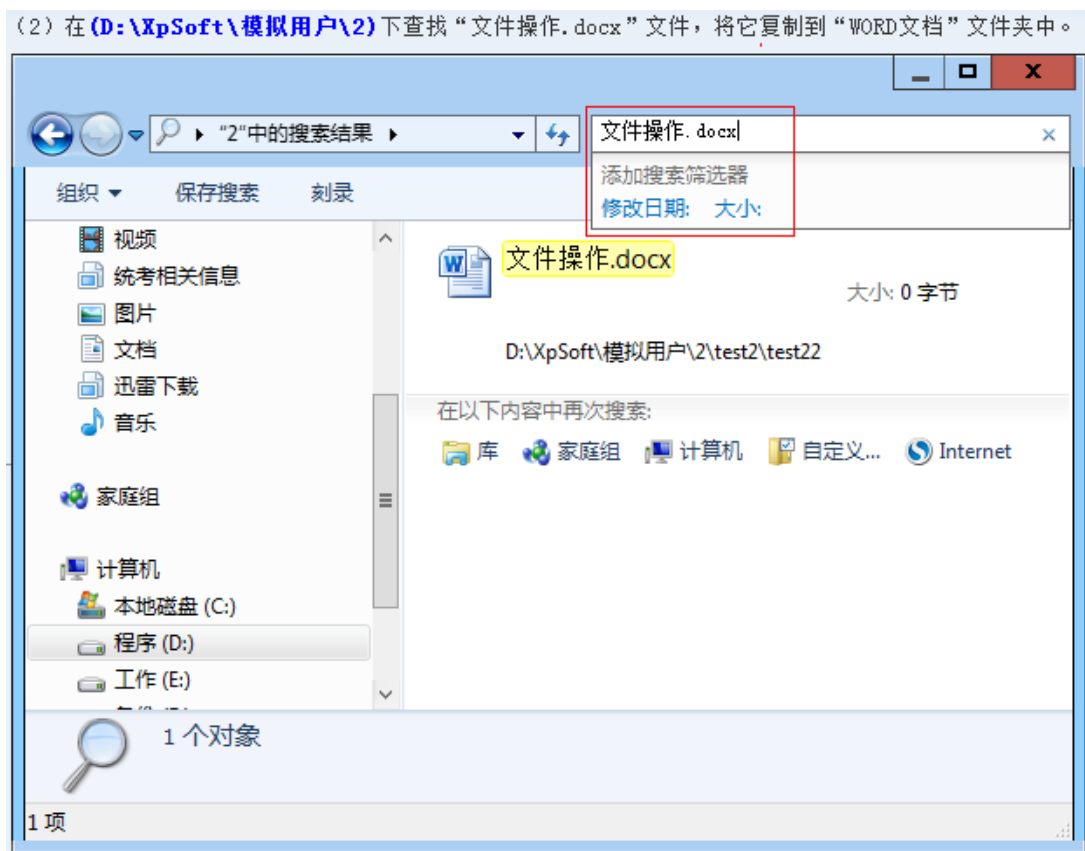 (2) 在(D:\XpSoft\模拟用户\2)下查找“文件操作.docx”文件，将它复制到“WORD文档”文件夹中。
"2"中的搜索结果
文件操作.docx
添加搜索筛选器
修改日期: 大小:
组织 保存搜索 刻录
视频
统考相关信息
图片
文档
迅雷下载
音乐
家庭组
计算机
本地磁盘 (C:)
程序 (D:)
工作 (E:)
文件操作.docx
大小: 0 字节
D:\XpSoft\模拟用户\2\test2\test22
在以下内容中再次搜索:
库 家庭组 计算机 自定义... Internet
1 个对象
1 项